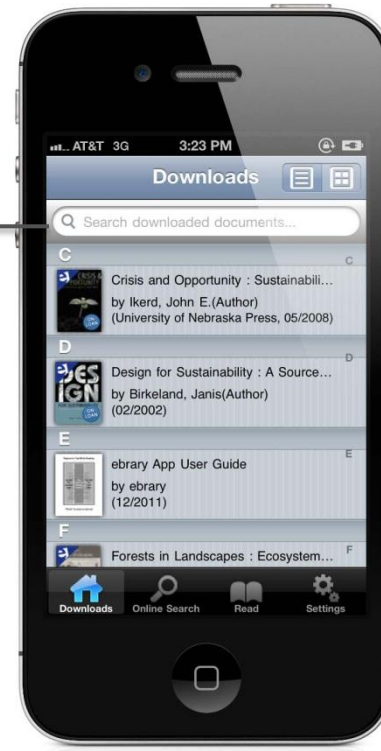 AT&T 3G 3:23 PM
Downloads
Search downloaded documents...
C
C
Crisis and Opportunity : Sustainabili...
by Ikerd, John E.(Author)
(University of Nebraska Press, 05/2008)
ON LOAN
D
D
DESIGN
Design for Sustainability : A Source...
by Birkeland, Janis(Author)
(02/2002)
ON LOAN
E
E
ebrary App User Guide
by ebrary
(12/2011)
F
F
Forests in Landscapes : Ecosystem...
Downloads Online Search Read Settings